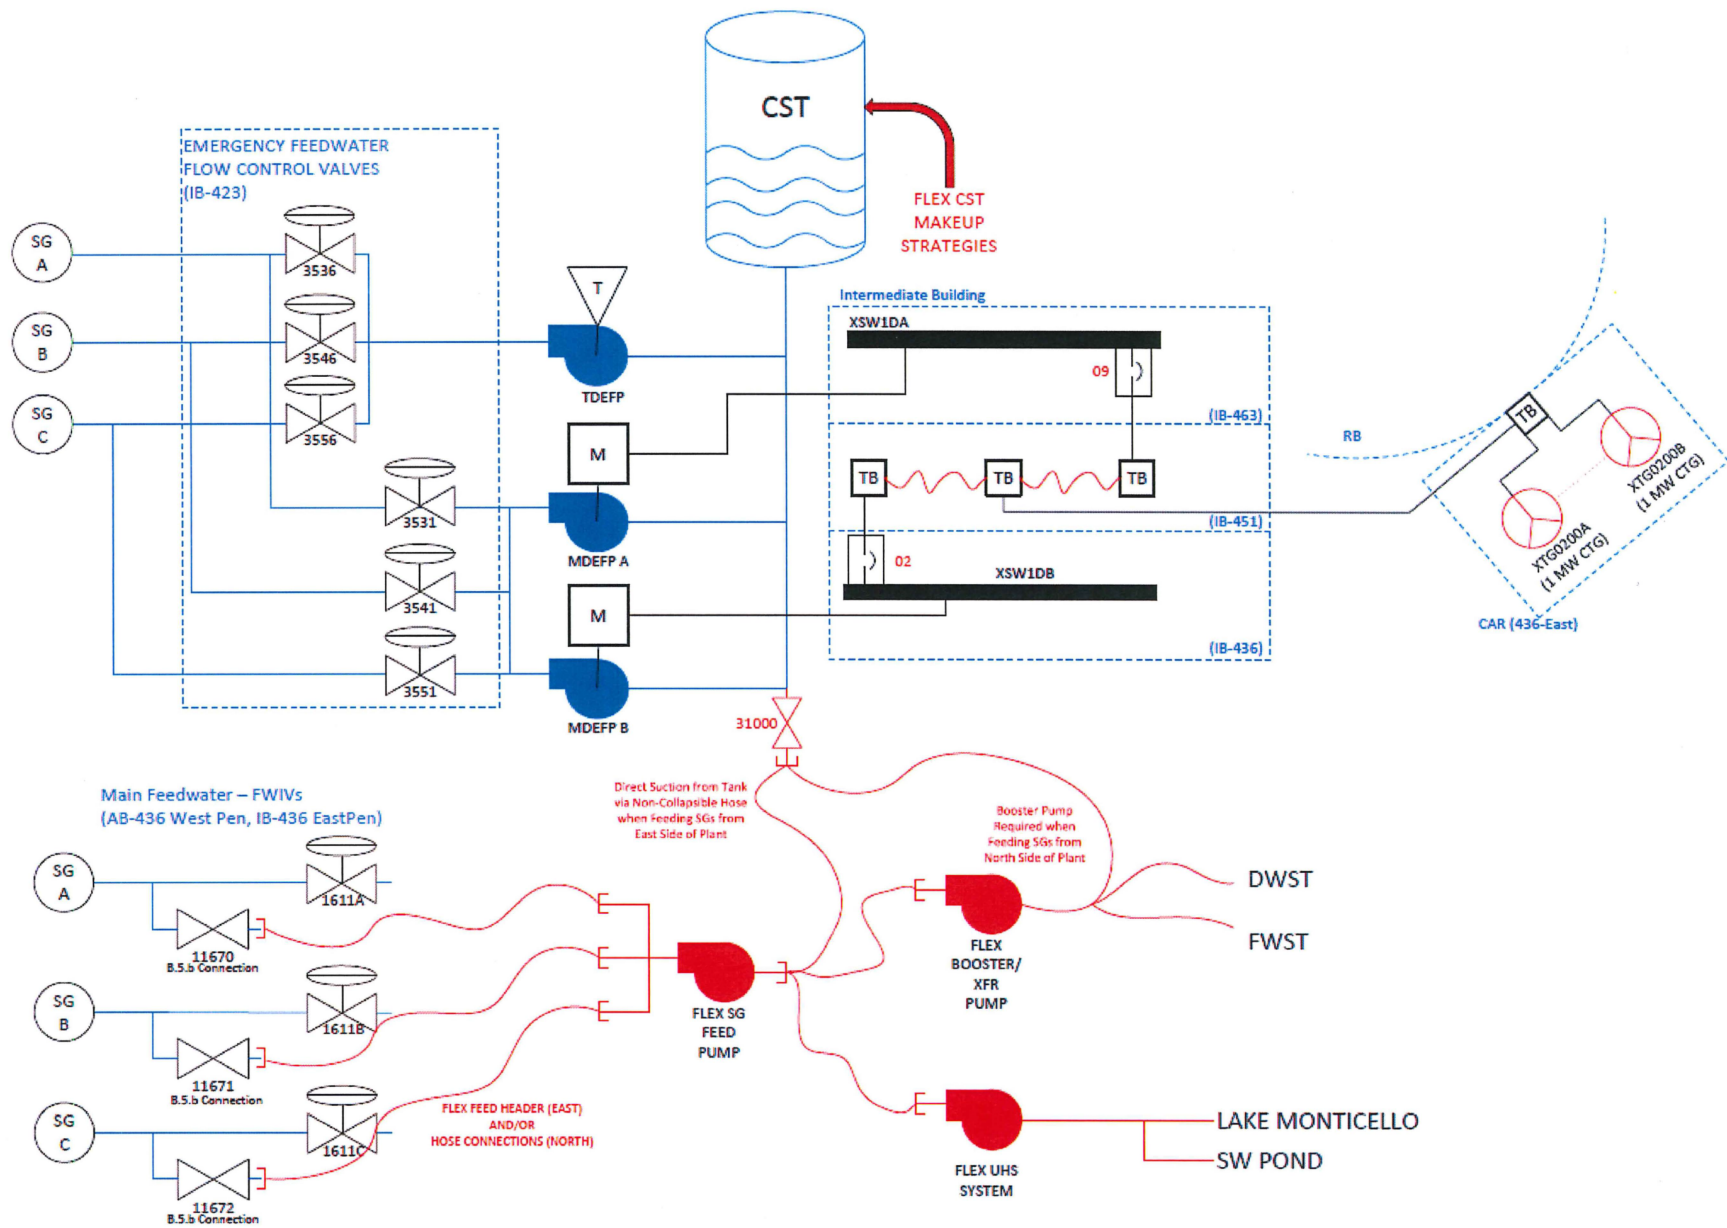 CST
FLEX CST
MAKEUP
STRATEGIES
EMERGENCY FEEDWATER
FLOW CONTROL VALVES
(IB-423)
SG
A
3536
SG
B
3546
SG
C
3556
T
TDEFP
M
3531
MDEFP A
3541
M
3551
MDEFP B
Intermediate Building
XSW1DA
09
(IB-463)
TB
TB
TB
(IB-451)
02
XSW1DB
(IB-436)
RB
TB
XTG0200B
(1 MW CTG)
XTG0200A
(1 MW CTG)
CAR (436-East)
31000
Direct Suction from Tank
via Non-Collapsible Hose
when Feeding SGs from
East Side of Plant
Booster Pump
Required when
Feeding SGs from
North Side of Plant
Main Feedwater – FWIVs
(AB-436 West Pen, IB-436 EastPen)
SG
A
1611A
11670
B.5.b Connection
SG
B
1611B
11671
B.5.b Connection
SG
C
1611C
11672
B.5.b Connection
FLEX FEED HEADER (EAST)
AND/OR
HOSE CONNECTIONS (NORTH)
FLEX SG
FEED
PUMP
FLEX
BOOSTER/
XFR
PUMP
DWST
FWST
FLEX UHS
SYSTEM
LAKE MONTICELLO
SW POND